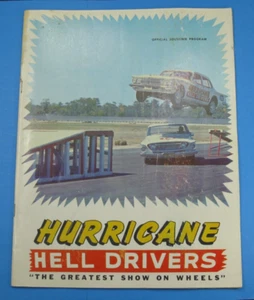 OFFICIAL SOUVENIR PROGRAM
HURRICANE
HELL DRIVERS
"THE GREATEST SHOW ON WHEELS"